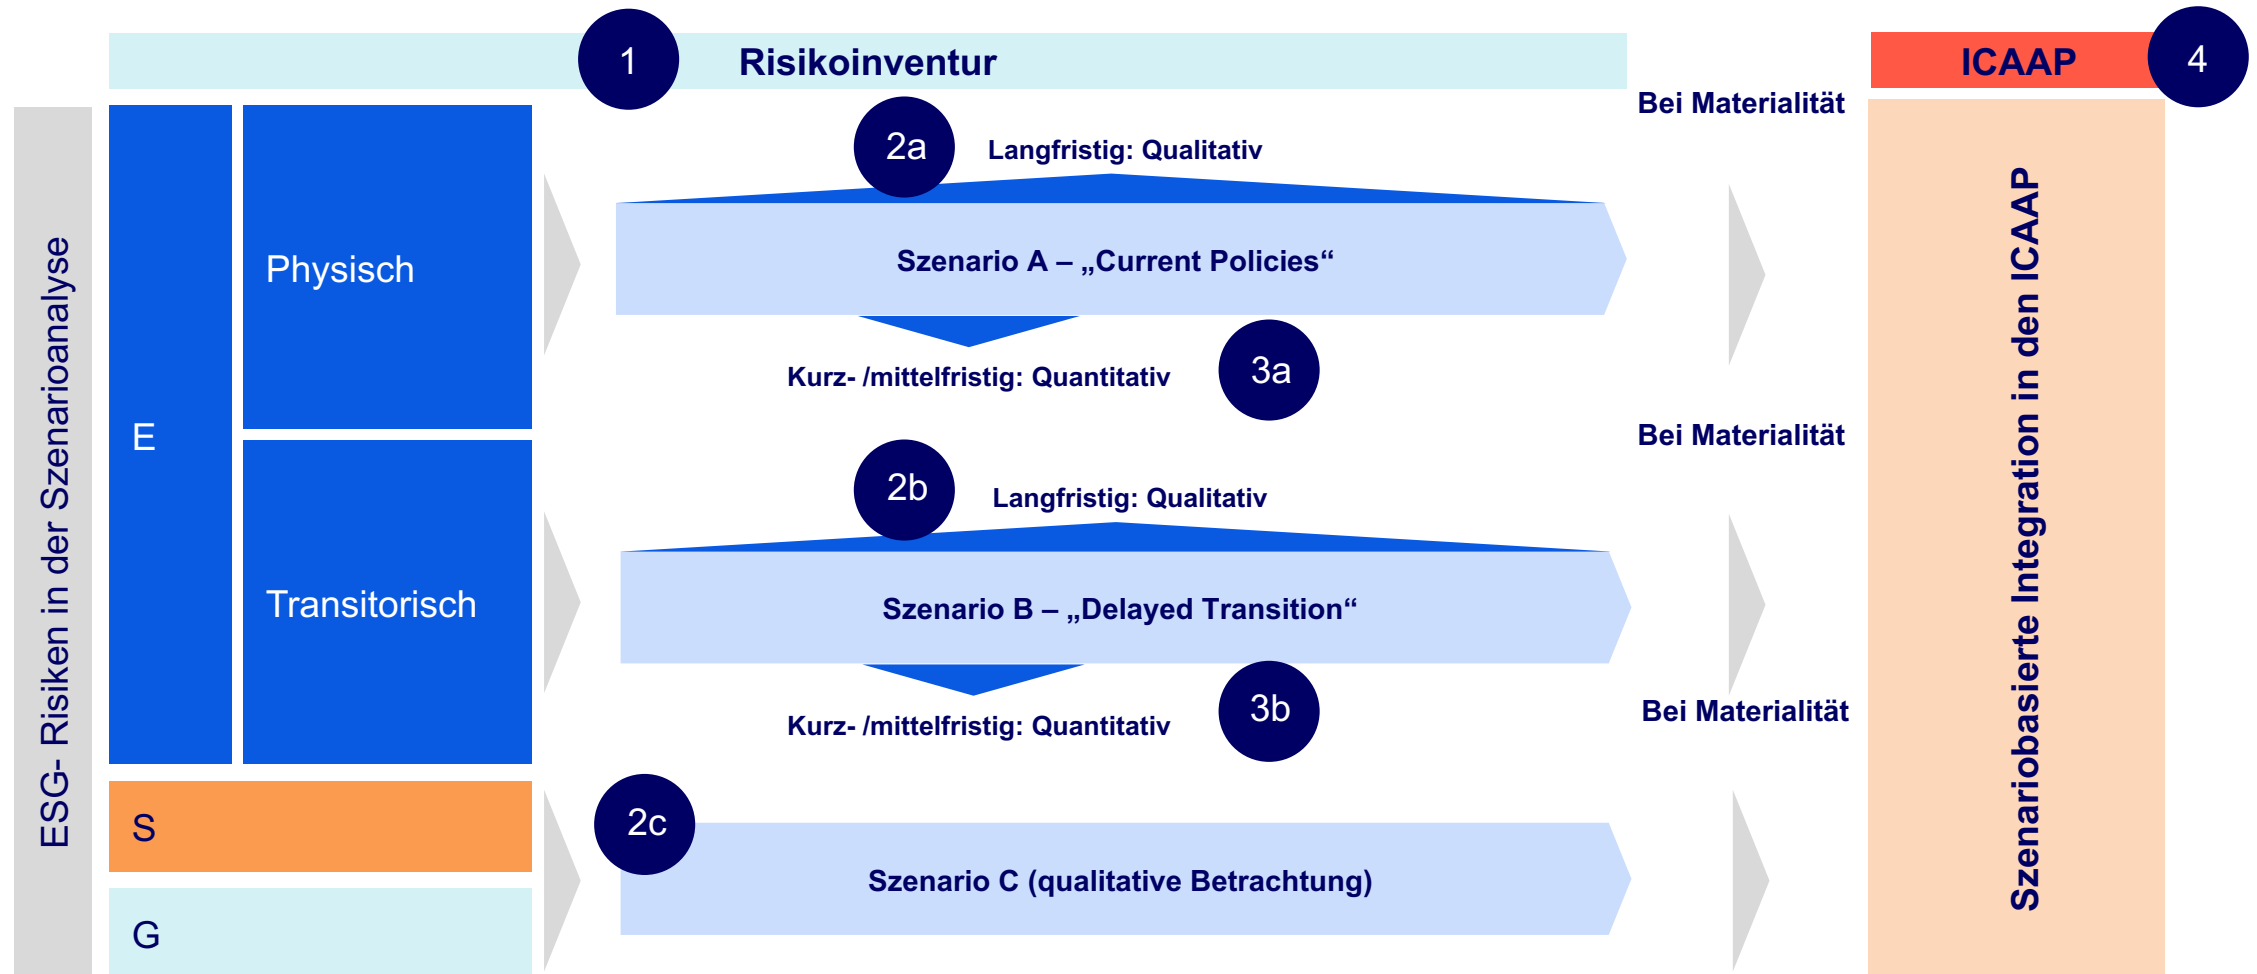 1
Risikoinventur
ICAAP
4
Bei Materialität
ESG- Risiken in der Szenarioanalyse
E
Physisch
2a
Langfristig: Qualitativ
Szenario A – „Current Policies“
Kurz- /mittelfristig: Quantitativ
3a
Bei Materialität
Transitorisch
2b
Langfristig: Qualitativ
Szenario B – „Delayed Transition“
Kurz- /mittelfristig: Quantitativ
3b
Bei Materialität
S
G
2c
Szenario C (qualitative Betrachtung)
Szenariobasierte Integration in den ICAAP